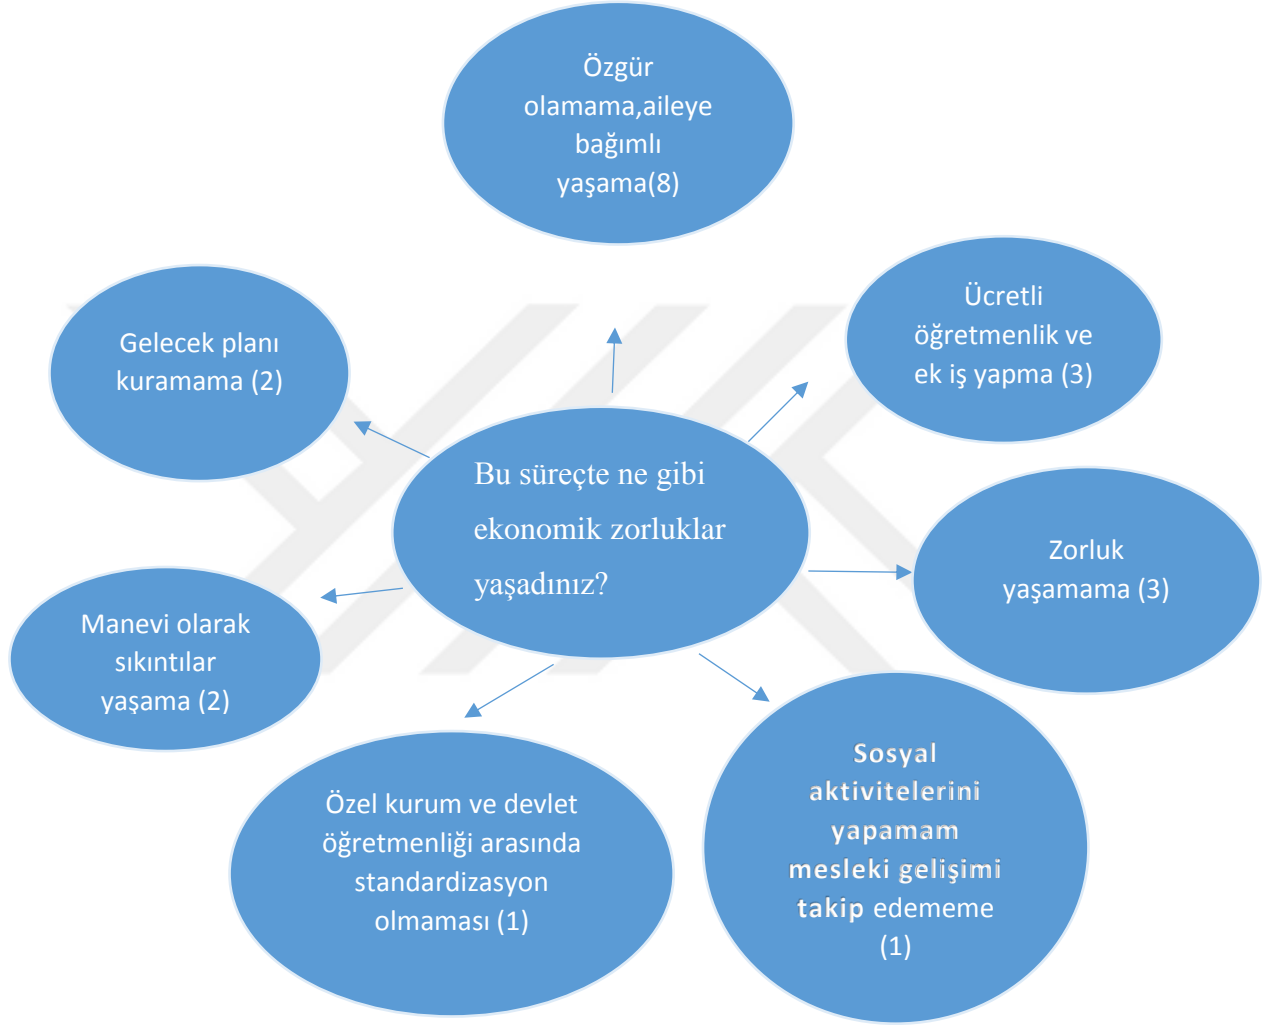 Özgür
olamama,aileye
bağımlı
yaşama(8)
Ücretli
öğretmenlik ve
ek iş yapma (3)
Gelecek planı
kuramama (2)
Bu süreçte ne gibi
ekonomik zorluklar
yaşadınız?
Zorluk
yaşamama (3)
Manevi olarak
sıkıntılar
yaşama (2)
Sosyal
aktivitelerini
yapamam
mesleki gelişimi
takip edememe
(1)
Özel kurum ve devlet
öğretmenliği arasında
standardizasyon
olmaması (1)